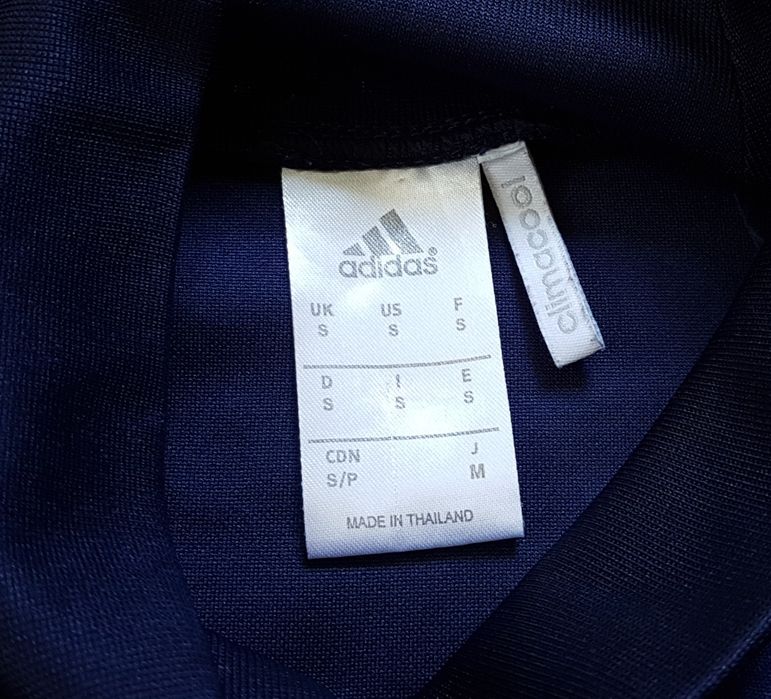 adidas®
UK US F
S S S
D I E
S S S
CDN J
S/P M
MADE IN THAILAND
climacool